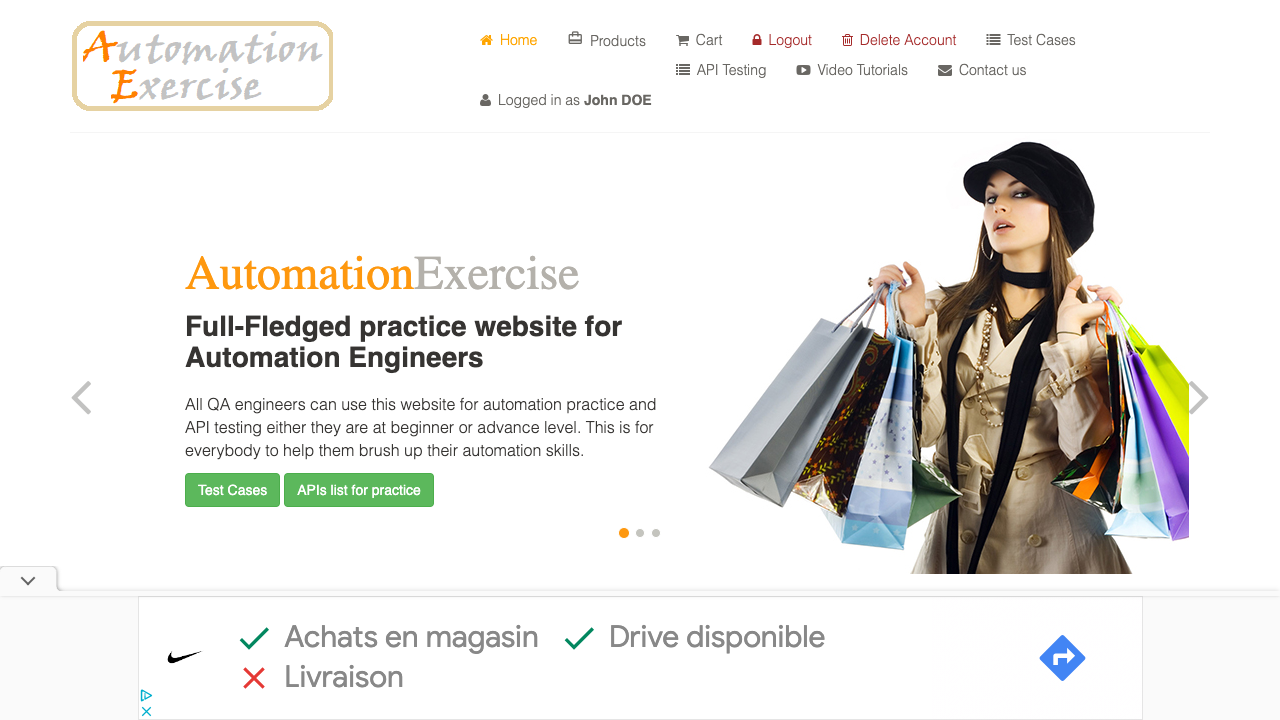 Automation
Exercise
Home Products Cart Logout Delete Account Test Cases
API Testing Video Tutorials Contact us
Logged in as John DOE
AutomationExercise
Full-Fledged practice website for
Automation Engineers
All QA engineers can use this website for automation practice and
API testing either they are at beginner or advance level. This is for
everybody to help them brush up their automation skills.
Test Cases APIs list for practice
Achats en magasin Drive disponible
Livraison